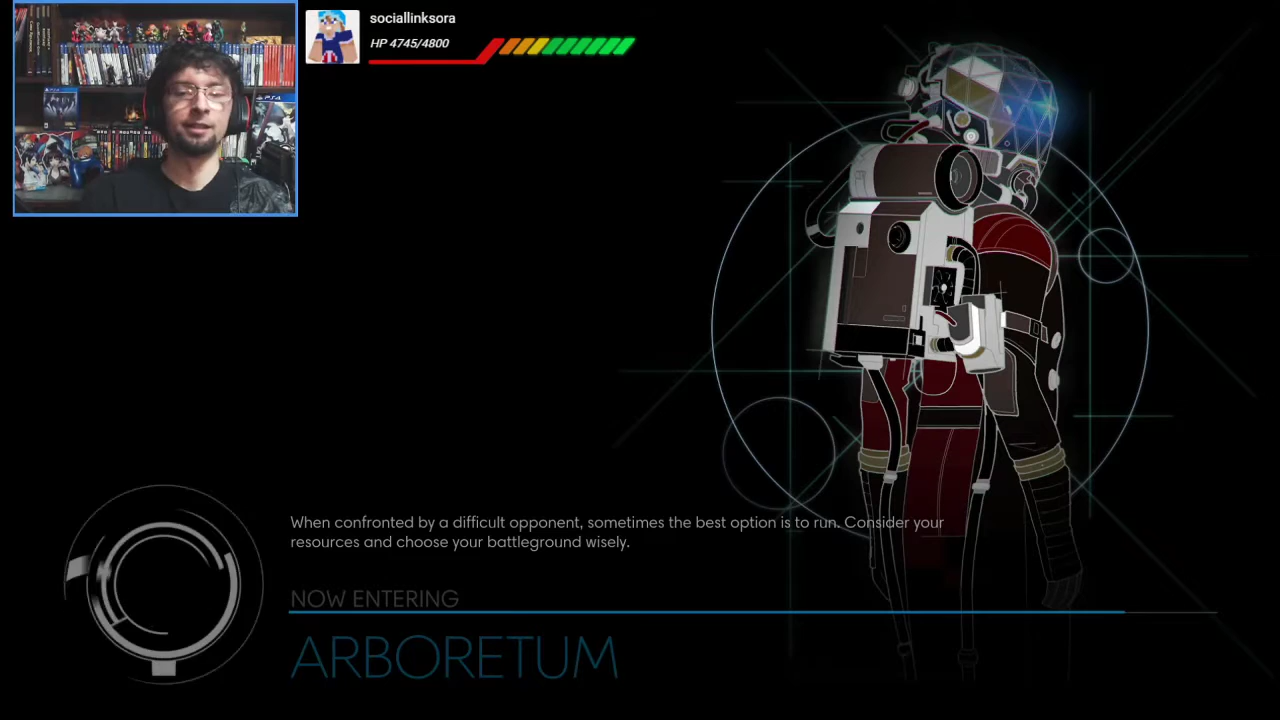 sociallinksora
HP 4745/4800
PS4
When confronted by a difficult opponent, sometimes the best option is to run. Consider your
resources and choose your battleground wisely.
NOW ENTERING
ARBORETUM